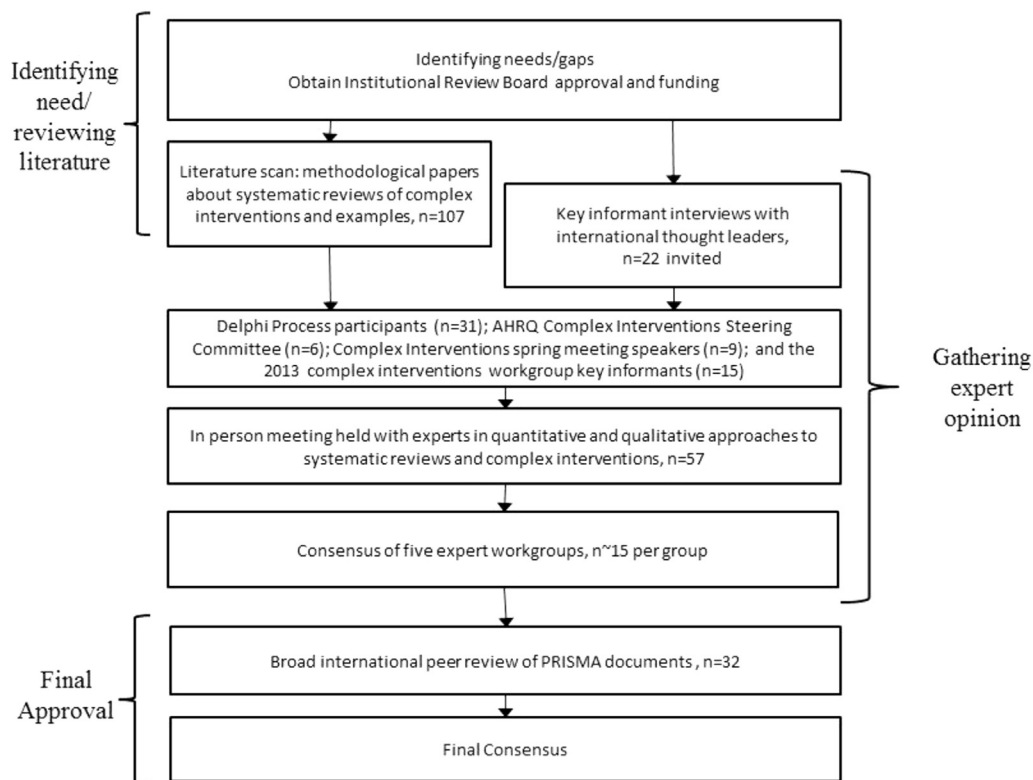 Identifying
need/
reviewing
literature
Identifying needs/gaps
Obtain Institutional Review Board approval and funding
Literature scan: methodological papers
about systematic reviews of complex
interventions and examples, n=107
Key informant interviews with
international thought leaders,
n=22 invited
Delphi Process participants (n=31); AHRQ Complex Interventions Steering
Committee (n=6); Complex Interventions spring meeting speakers (n=9); and the
2013 complex interventions workgroup key informants (n=15)
In person meeting held with experts in quantitative and qualitative approaches to
systematic reviews and complex interventions, n=57
Consensus of five expert workgroups, n~15 per group
Gathering
expert
opinion
Final
Approval
Broad international peer review of PRISMA documents , n=32
Final Consensus